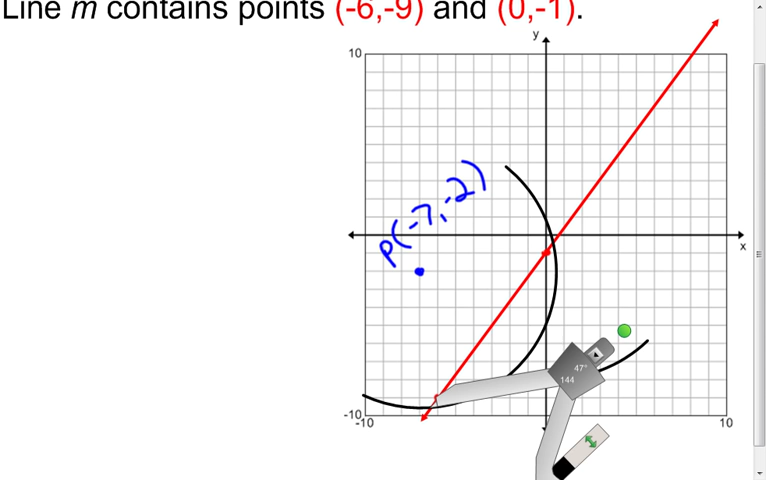 Line m contains points (-6,-9) and (0,-1).
y
10
P(-7,-2)
x
47°
144
-10
-10
10